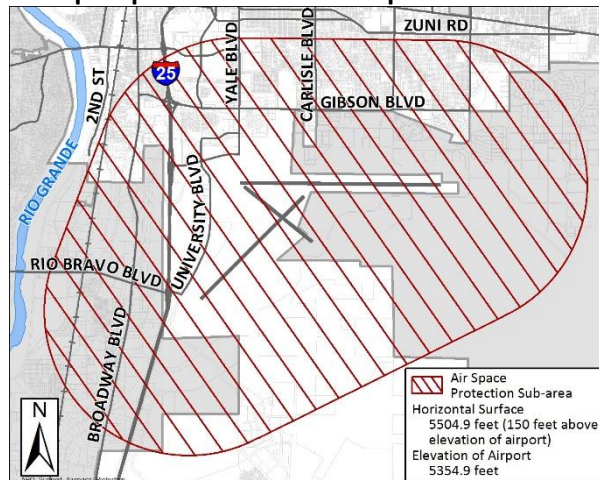 ZUNI RD
25
2ND ST
YALE BLVD
CARLISLE BLVD
GIBSON BLVD
RIO GRANDE
UNIVERSITY BLVD
RIO BRAVO BLVD
BROADWAY BLVD
N
Air Space
Protection Sub-area
Horizontal Surface
5504.9 feet (150 feet above
elevation of airport)
Elevation of Airport
5354.9 feet